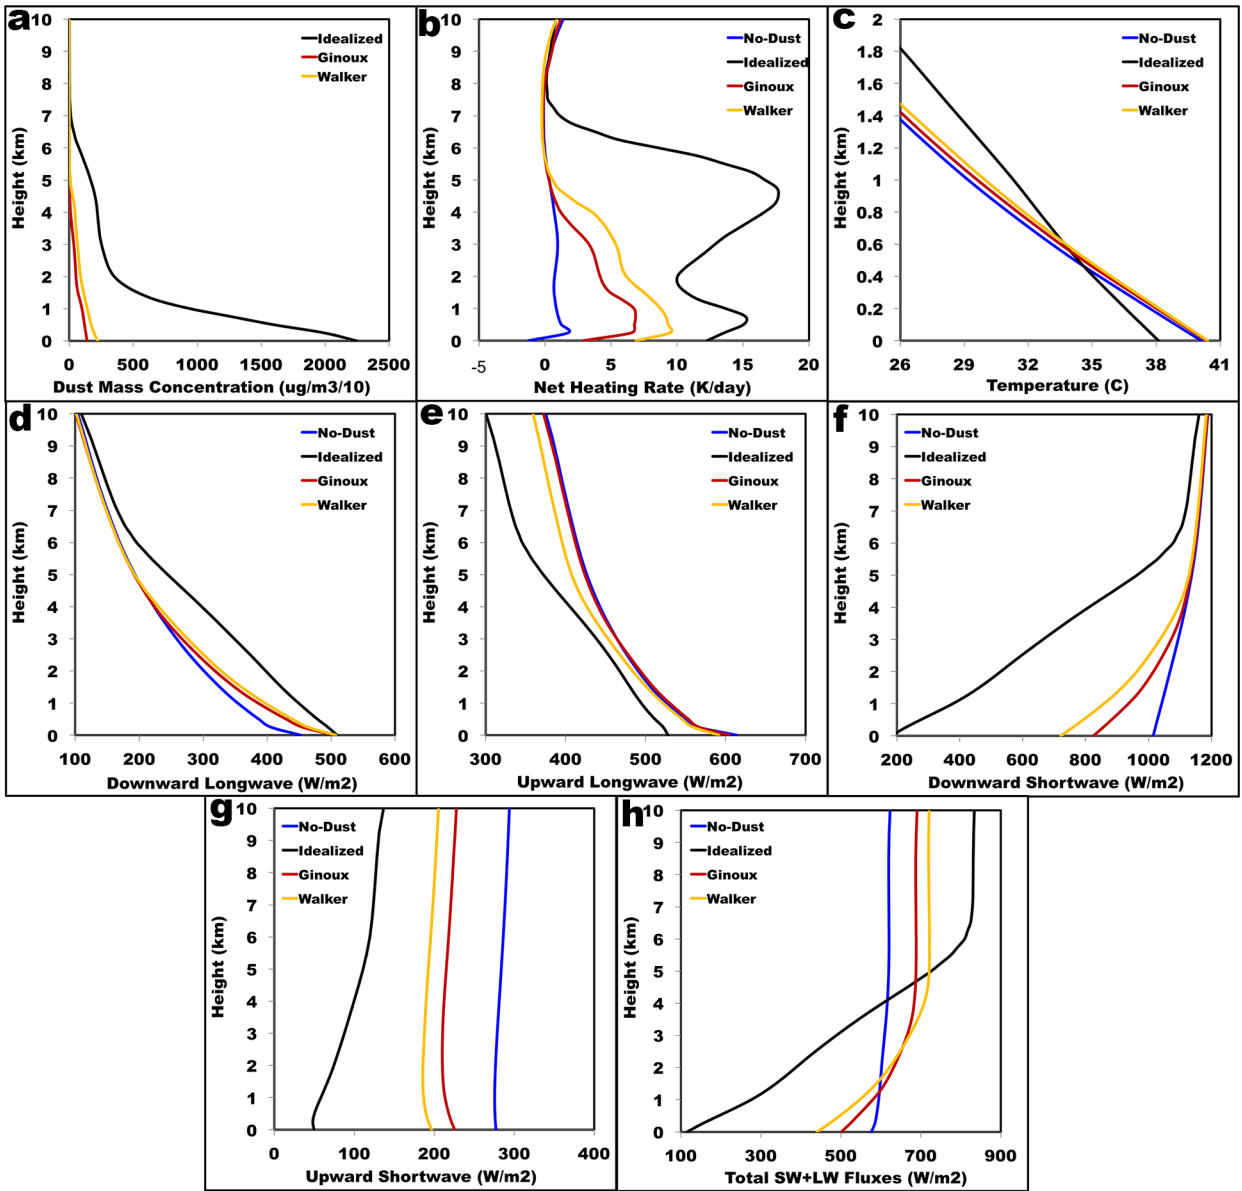 a
10
9
8
7
6
5
4
3
2
1
0
Height (km)
Idealized
Ginoux
Walker
0 500 1000 1500 2000 2500
Dust Mass Concentration (ug/m3/10)
b
10
9
8
7
6
5
4
3
2
1
0
Height (km)
No-Dust
Idealized
Ginoux
Walker
-5 0 5 10 15 20
Net Heating Rate (K/day)
c
2
1.8
1.6
1.4
1.2
1
0.8
0.6
0.4
0.2
0
Height (km)
No-Dust
Idealized
Ginoux
Walker
26 29 32 35 38 41
Temperature (C)
d
10
9
8
7
6
5
4
3
2
1
0
Height (km)
No-Dust
Idealized
Ginoux
Walker
100 200 300 400 500 600
Downward Longwave (W/m2)
e
10
9
8
7
6
5
4
3
2
1
0
Height (km)
No-Dust
Idealized
Ginoux
Walker
300 400 500 600 700
Upward Longwave (W/m2)
f
10
9
8
7
6
5
4
3
2
1
0
Height (km)
No-Dust
Idealized
Ginoux
Walker
200 400 600 800 1000 1200
Downward Shortwave (W/m2)
g
10
9
8
7
6
5
4
3
2
1
0
Height (km)
No-Dust
Idealized
Ginoux
Walker
0 100 200 300 400
Upward Shortwave (W/m2)
h
10
9
8
7
6
5
4
3
2
1
0
Height (km)
No-Dust
Idealized
Ginoux
Walker
100 300 500 700 900
Total SW+LW Fluxes (W/m2)